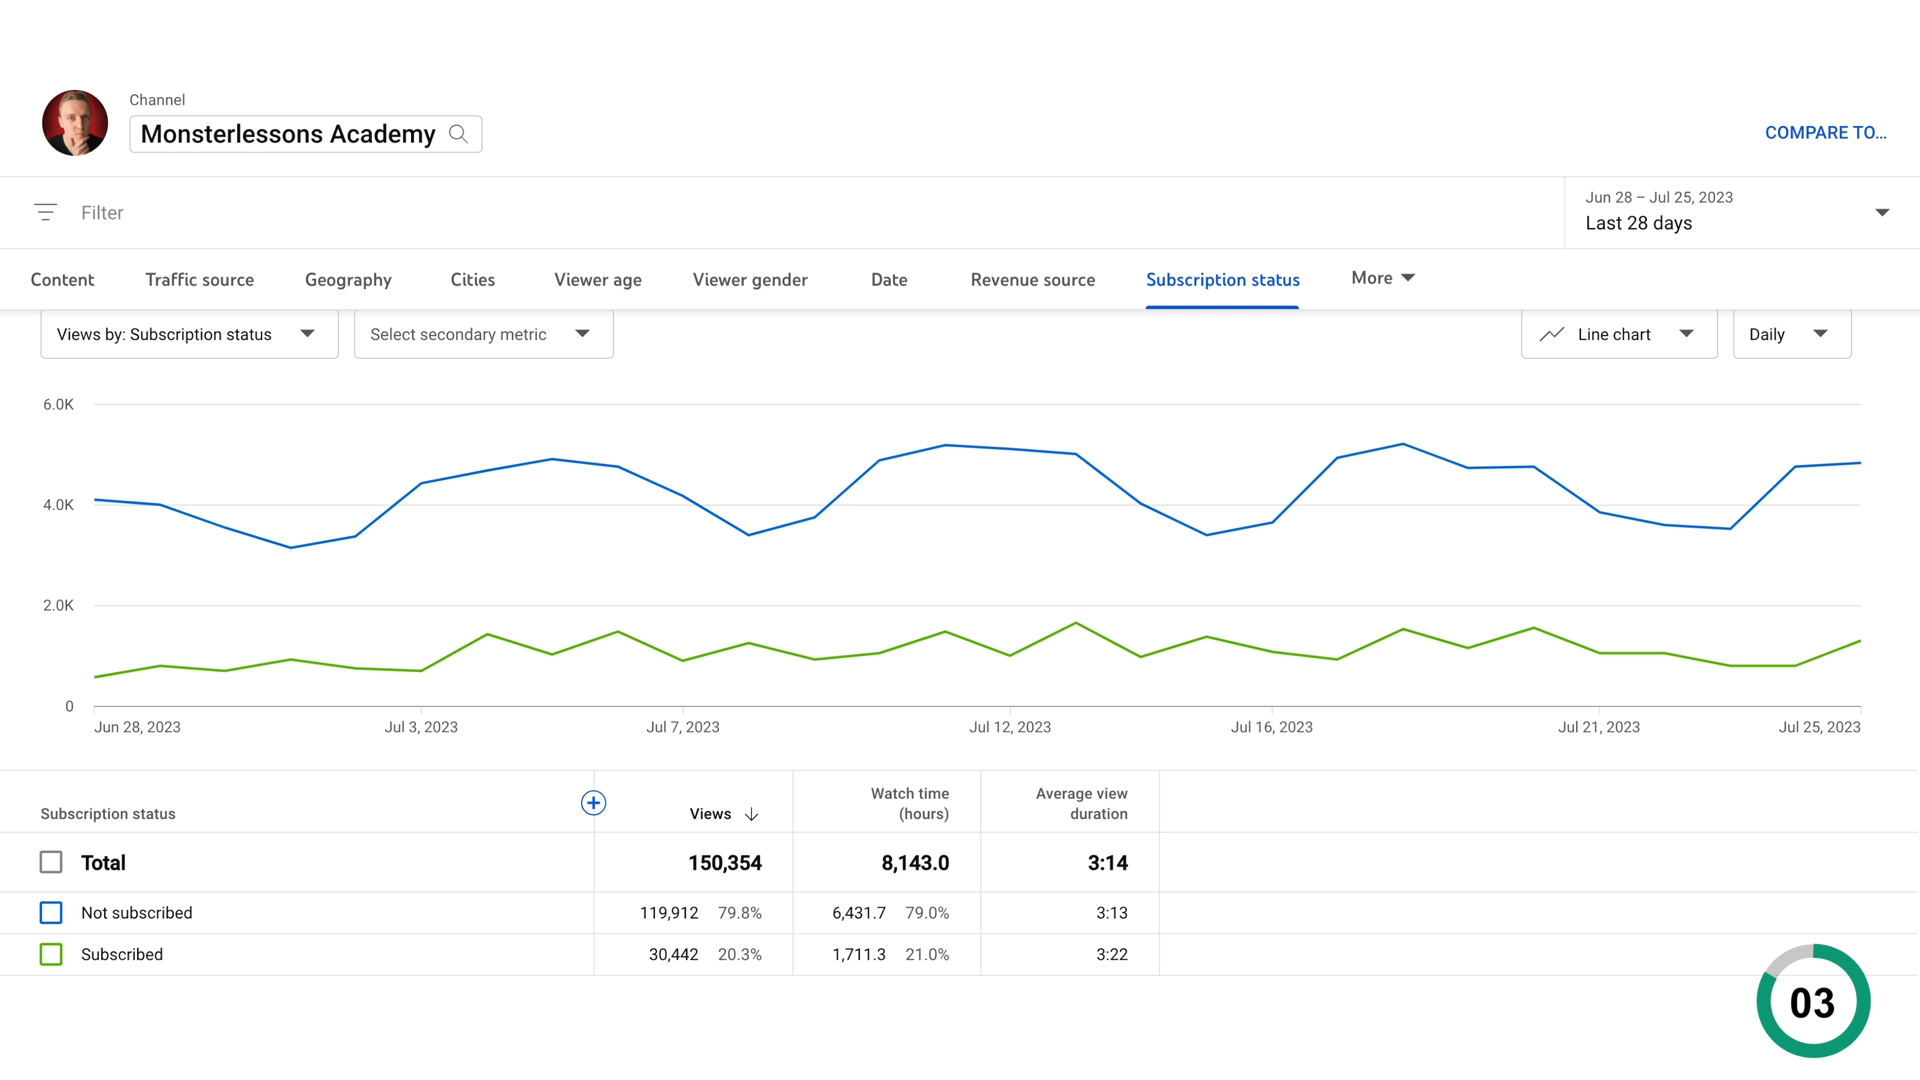 Channel
Monsterlessons Academy
COMPARE TO...
Filter
Jun 28 – Jul 25, 2023
Last 28 days
Content Traffic source Geography Cities Viewer age Viewer gender Date Revenue source Subscription status More
Views by: Subscription status Select secondary metric Line chart Daily
6.0K
4.0K
2.0K
0
Jun 28, 2023 Jul 3, 2023 Jul 7, 2023 Jul 12, 2023 Jul 16, 2023 Jul 21, 2023 Jul 25, 2023
Subscription status Views Watch time (hours) Average view duration
Total 150,354 8,143.0 3:14
Not subscribed 119,912 79.8% 6,431.7 79.0% 3:13
Subscribed 30,442 20.3% 1,711.3 21.0% 3:22
03